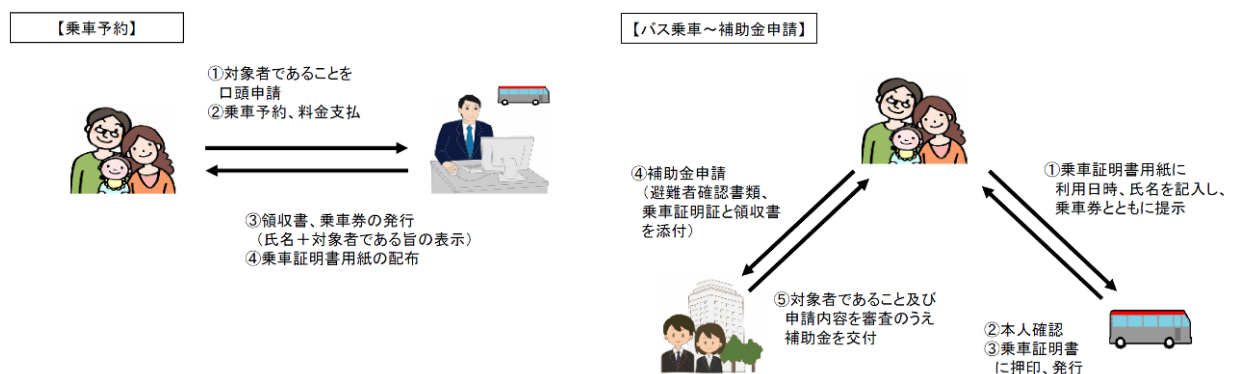 【乗車予約】
①対象者であることを
口頭申請
②乗車予約、料金支払
③領収書、乗車券の発行
（氏名＋対象者である旨の表示）
④乗車証明書用紙の配布
【バス乗車～補助金申請】
①乗車証明書用紙に
利用日時、氏名を記入し、
乗車券とともに提示
②本人確認
③乗車証明書
に押印、発行
④補助金申請
（避難者確認書類、
乗車証明証と領収書
を添付）
⑤対象者であること及び
申請内容を審査のうえ
補助金を交付